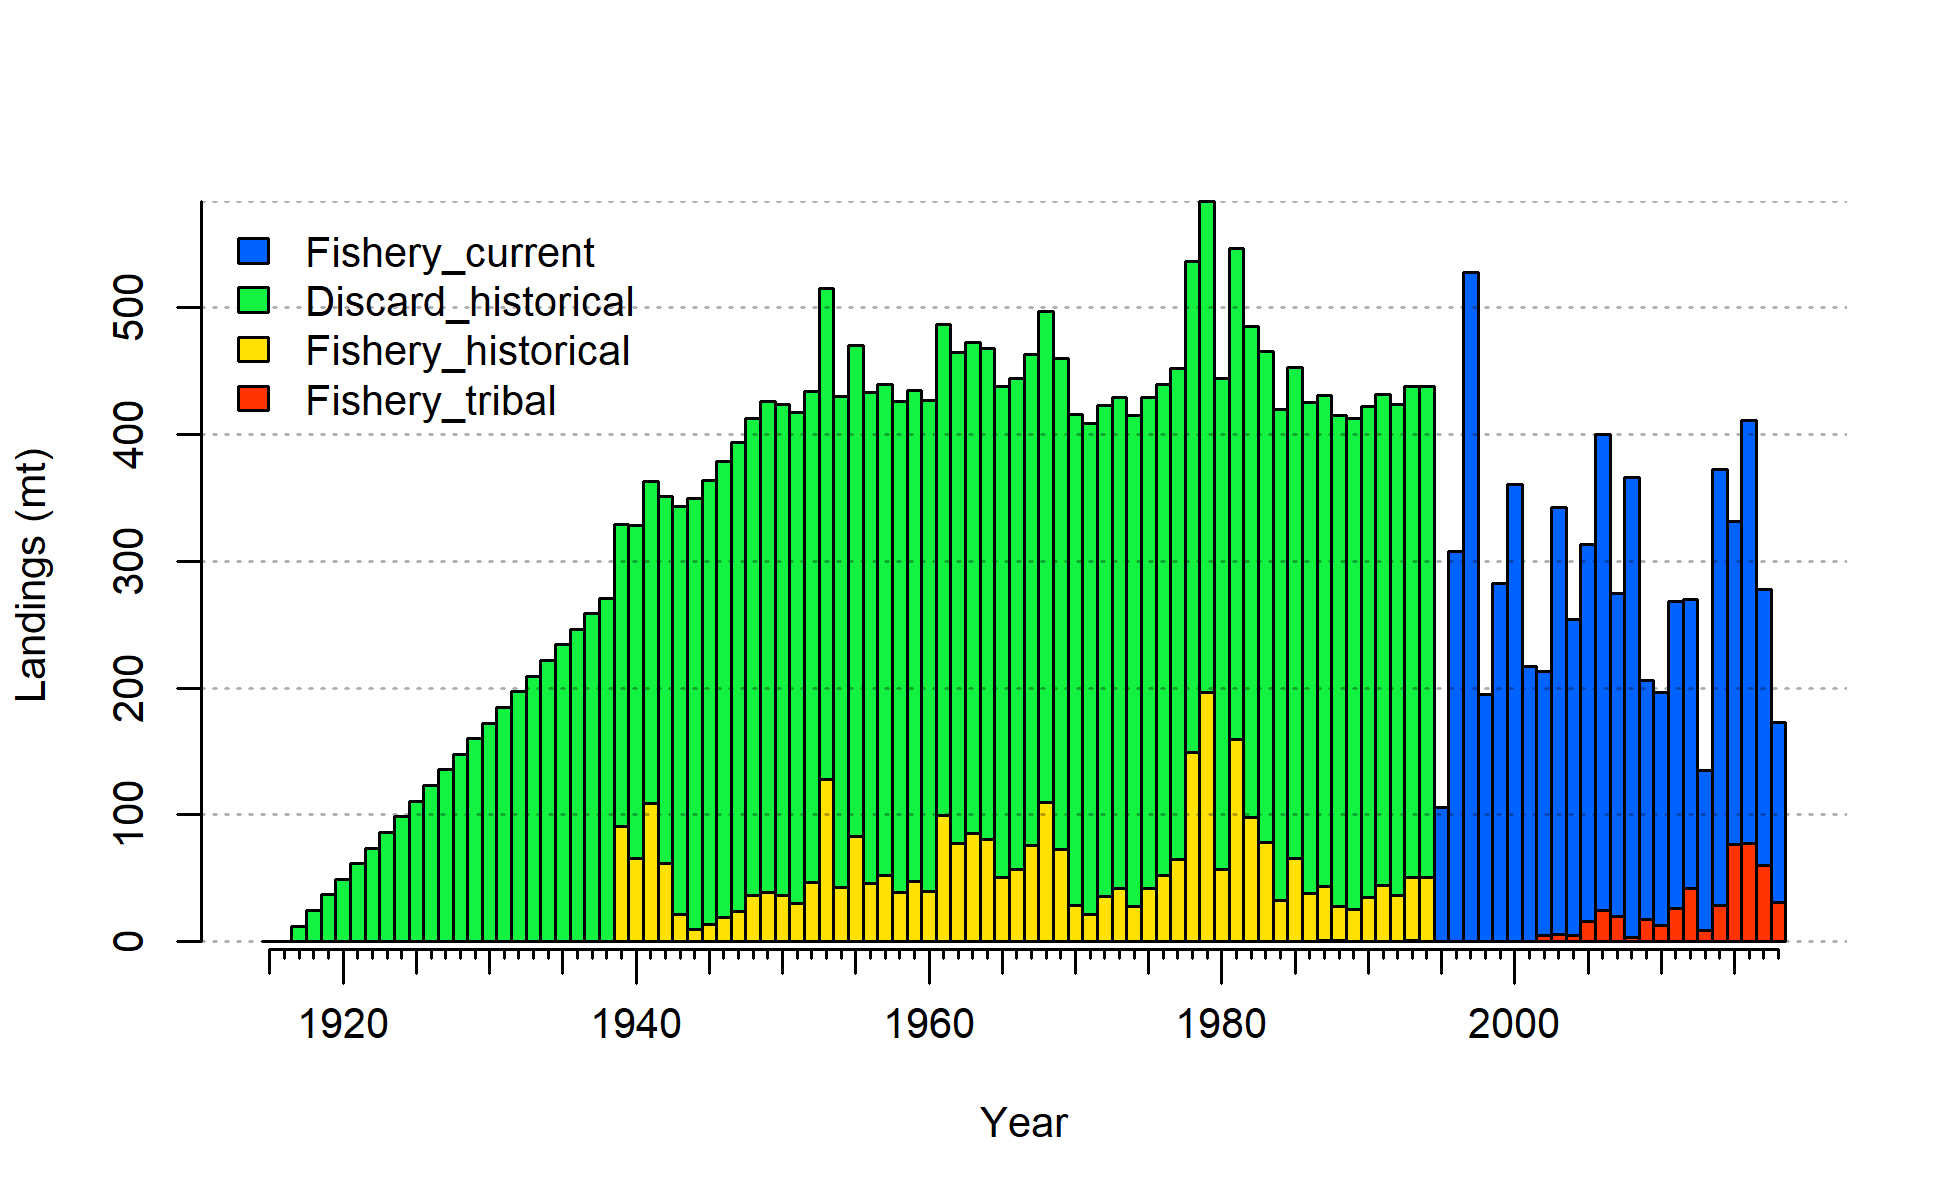 Fishery_current
Discard_historical
Fishery_historical
Fishery_tribal
Landings (mt)
500
400
300
200
100
0
1920 1940 1960 1980 2000
Year